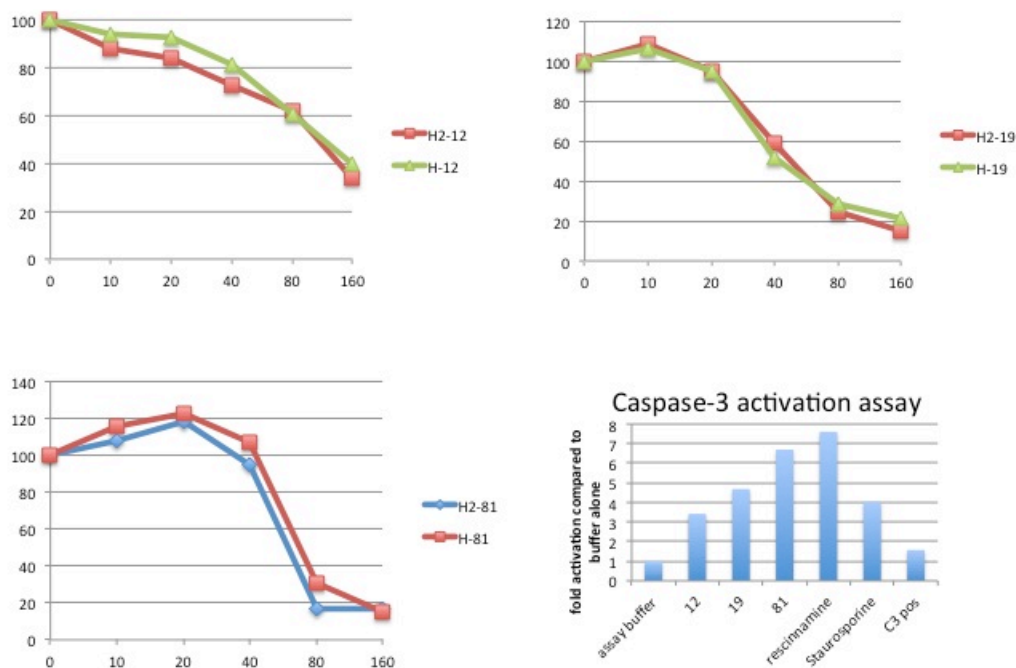 100
80
60
40
20
0
0 10 20 40 80 160
H2-12
H-12
120
100
80
60
40
20
0
0 10 20 40 80 160
H2-19
H-19
140
120
100
80
60
40
20
0
0 10 20 40 80 160
H2-81
H-81
Caspase-3 activation assay
fold activation compared to
buffer alone
8
7
6
5
4
3
2
1
0
assay buffer
12
19
81
rescinnamine
Staurosporine
C3 pos